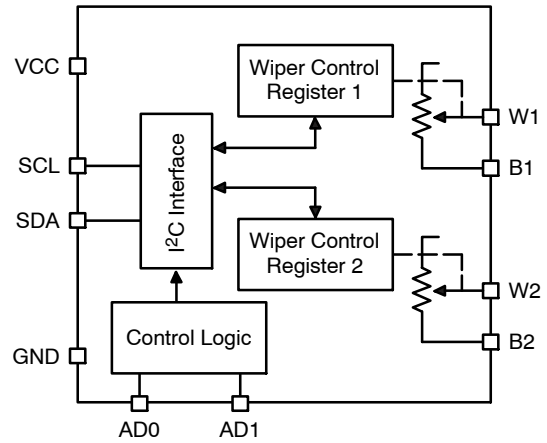 VCC
SCL
SDA
GND
I²C Interface
Wiper Control
Register 1
Wiper Control
Register 2
Control Logic
W1
B1
W2
B2
AD0
AD1